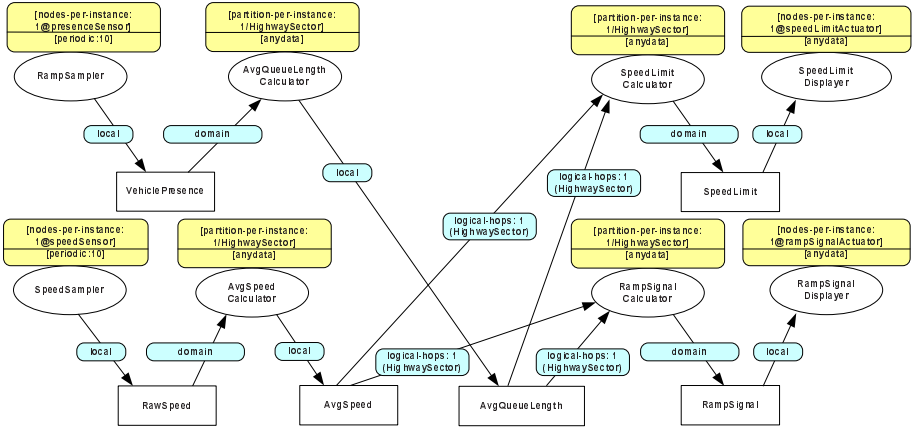 [nodes-per-instance:
1@presenceSensor]
[periodic:10]
RampSampler
[partition-per-instance:
1/HighwaySector]
[anydata]
AvgQueueLength
Calculator
[partition-per-instance:
1/HighwaySector]
[anydata]
SpeedLimit
Calculator
[nodes-per-instance:
1@speedLimitActuator]
[anydata]
SpeedLimit
Displayer
local
domain
local
domain
local
logical-hops: 1
(HighwaySector)
VehiclePresence
SpeedLimit
logical-hops: 1
(HighwaySector)
[nodes-per-instance:
1@speedSensor]
[periodic:10]
SpeedSampler
[partition-per-instance:
1/HighwaySector]
[anydata]
AvgSpeed
Calculator
[partition-per-instance:
1/HighwaySector]
[anydata]
RampSignal
Calculator
[nodes-per-instance:
1@rampSignalActuator]
[anydata]
RampSignal
Displayer
local
domain
local
logical-hops: 1
(HighwaySector)
logical-hops: 1
(HighwaySector)
domain
local
RawSpeed
AvgSpeed
AvgQueueLength
RampSignal